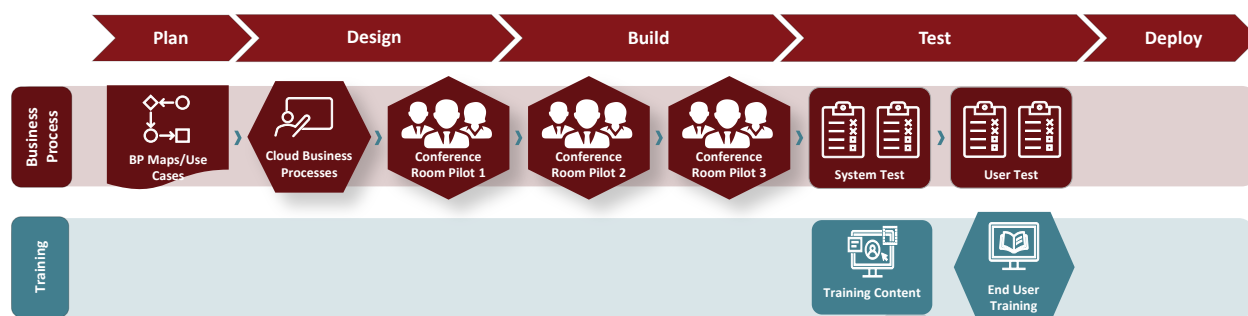 Plan
Design
Build
Test
Deploy
Business
Process
BP Maps/Use
Cases
Cloud Business
Processes
Conference
Room Pilot 1
Conference
Room Pilot 2
Conference
Room Pilot 3
System Test
User Test
Training
Training Content
End User
Training